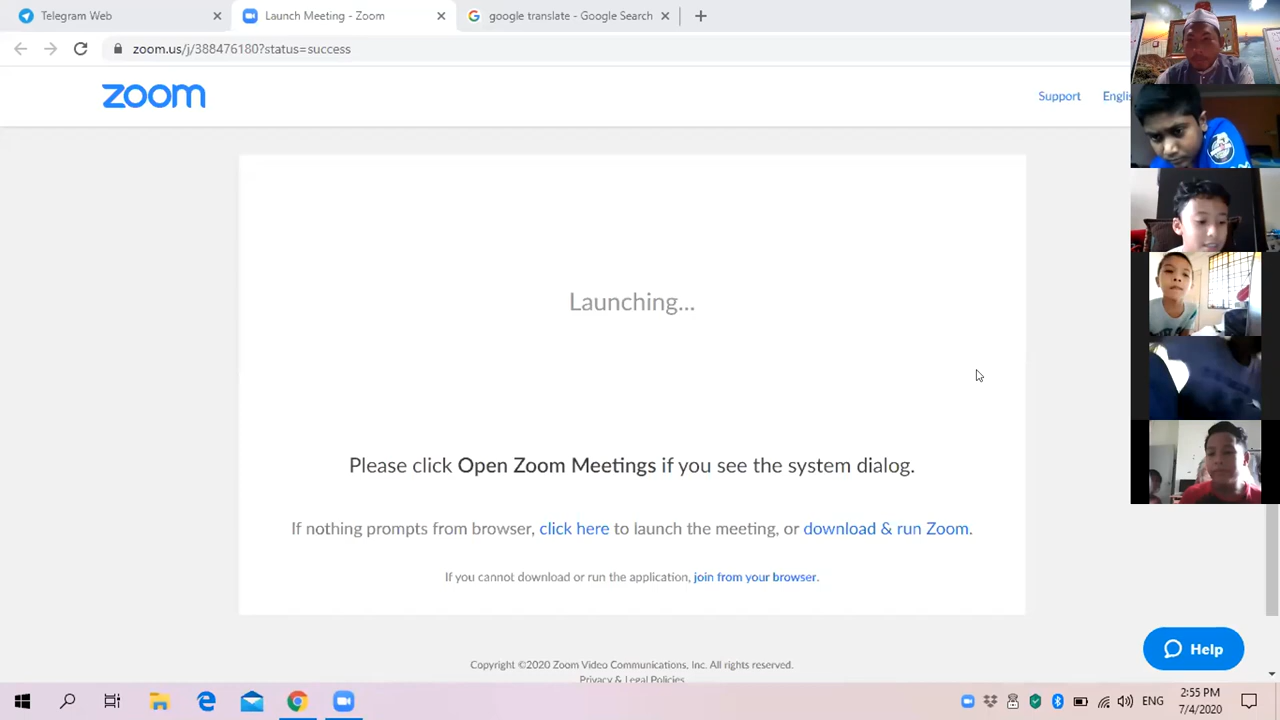 Telegram Web
Launch Meeting - Zoom
google translate - Google Search
zoom.us/j/388476180?status=success
zoom
Support
Englis
Launching...
Please click Open Zoom Meetings if you see the system dialog.
If nothing prompts from browser, click here to launch the meeting, or download & run Zoom.
If you cannot download or run the application, join from your browser.
Help
Copyright ©2020 Zoom Video Communications, Inc. All rights reserved.
Privacy & Legal Policies
ENG
2:55 PM
7/4/2020